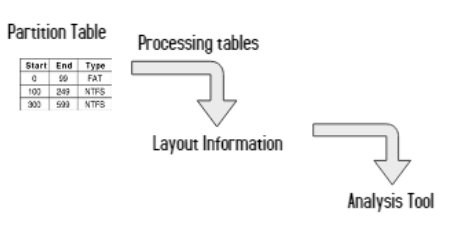 Partition Table
Processing tables
Start End Type
0 99 FAT
100 249 NTFS
300 599 NTFS
Layout Information
Analysis Tool